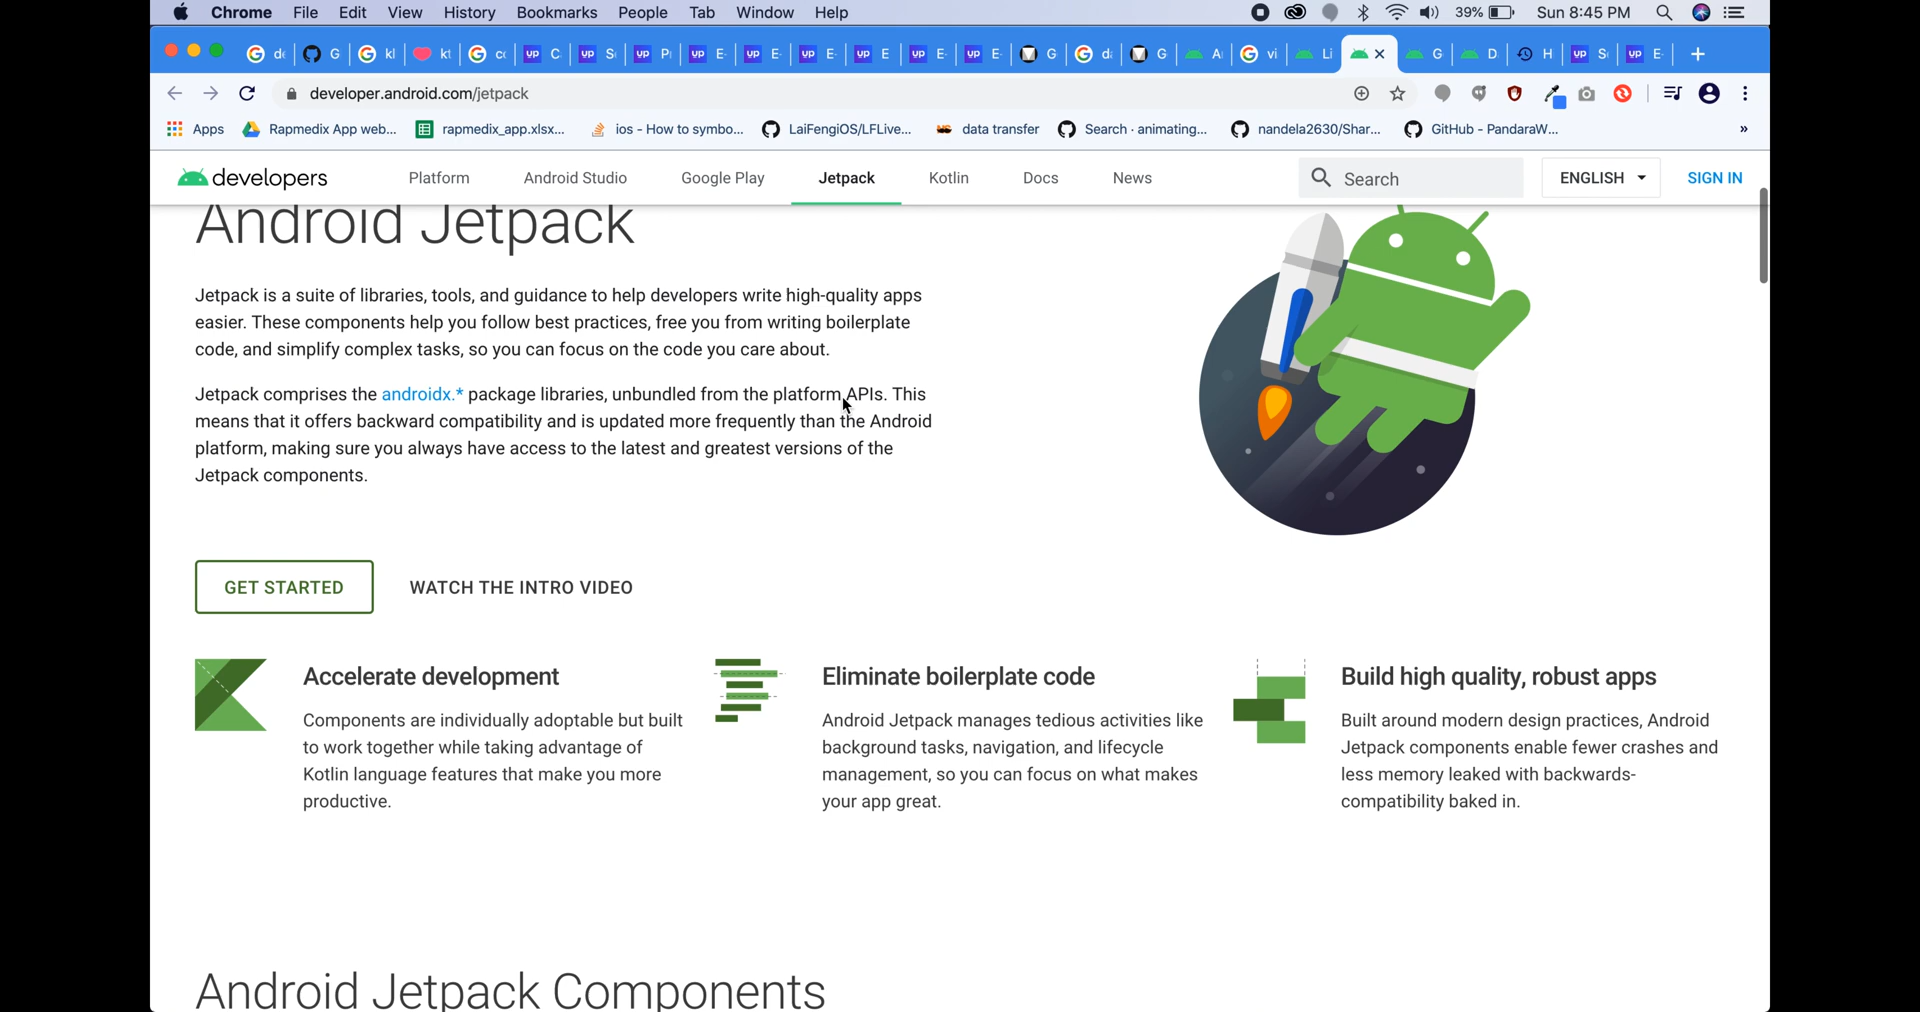 Chrome File Edit View History Bookmarks People Tab Window Help 39% Sun 8:45 PM
de G kl kt co C S P E E E E E E G da G A vi Li G D H S E
developer.android.com/jetpack
Apps Rapmedix App web... rapmedix_app.xlsx... ios - How to symbo... LaiFengiOS/LFLive... data transfer Search · animating... nandela2630/Shar... GitHub - PandaraW... »
developers Platform Android Studio Google Play Jetpack Kotlin Docs News Search ENGLISH SIGN IN
Android Jetpack
Jetpack is a suite of libraries, tools, and guidance to help developers write high-quality apps
easier. These components help you follow best practices, free you from writing boilerplate
code, and simplify complex tasks, so you can focus on the code you care about.
Jetpack comprises the androidx.* package libraries, unbundled from the platform APIs. This
means that it offers backward compatibility and is updated more frequently than the Android
platform, making sure you always have access to the latest and greatest versions of the
Jetpack components.
GET STARTED WATCH THE INTRO VIDEO
Accelerate development
Components are individually adoptable but built
to work together while taking advantage of
Kotlin language features that make you more
productive.
Eliminate boilerplate code
Android Jetpack manages tedious activities like
background tasks, navigation, and lifecycle
management, so you can focus on what makes
your app great.
Build high quality, robust apps
Built around modern design practices, Android
Jetpack components enable fewer crashes and
less memory leaked with backwards-
compatibility baked in.
Android Jetpack Components